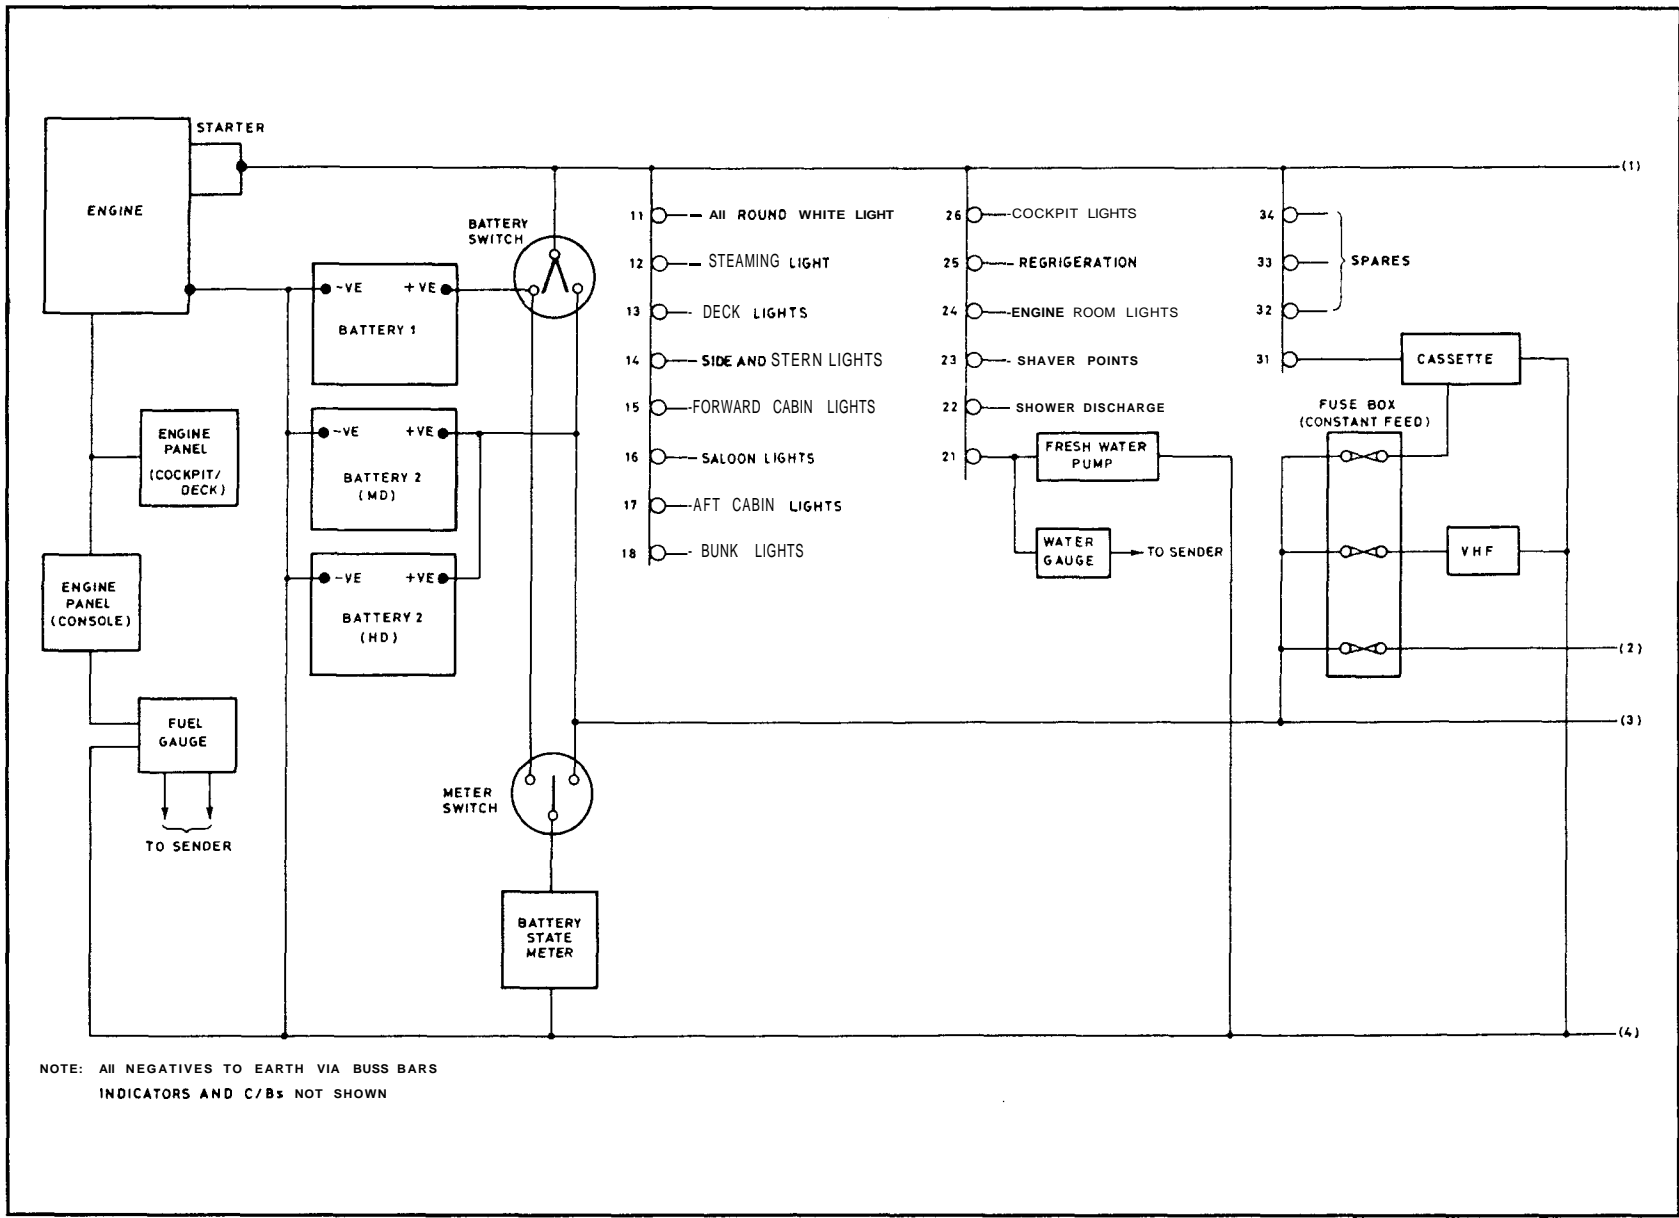 STARTER
ENGINE
(1)
BATTERY
SWITCH
-VE +VE
BATTERY 1
-VE +VE
BATTERY 2
(MD)
-VE +VE
BATTERY 2
(HD)
ENGINE
PANEL
(COCKPIT/
DECK)
ENGINE
PANEL
(CONSOLE)
FUEL
GAUGE
TO SENDER
METER
SWITCH
BATTERY
STATE
METER
11 All ROUND WHITE LIGHT
12 STEAMING LIGHT
13 DECK LIGHTS
14 SIDE AND STERN LIGHTS
15 FORWARD CABIN LIGHTS
16 SALOON LIGHTS
17 AFT CABIN LIGHTS
18 BUNK LIGHTS
26 COCKPIT LIGHTS
25 REGRIGERATION
24 ENGINE ROOM LIGHTS
23 SHAVER POINTS
22 SHOWER DISCHARGE
21
FRESH WATER
PUMP
WATER
GAUGE
TO SENDER
34
33
32
SPARES
31
CASSETTE
FUSE BOX
(CONSTANT FEED)
VHF
(2)
(3)
(4)
NOTE: All NEGATIVES TO EARTH VIA BUSS BARS
INDICATORS AND C/Bs NOT SHOWN